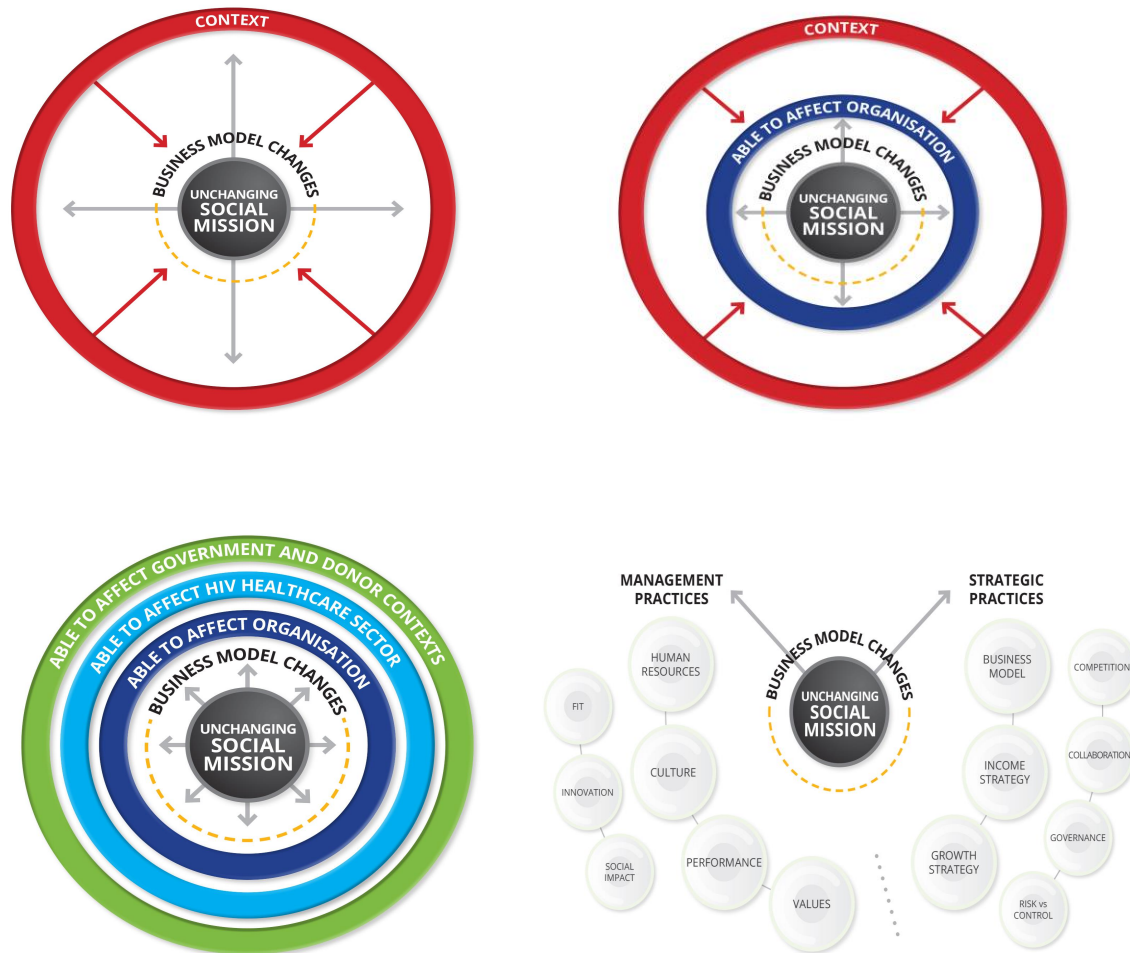 CONTEXT
BUSINESS MODEL CHANGES
UNCHANGING
SOCIAL
MISSION
CONTEXT
ABLE TO AFFECT ORGANISATION
BUSINESS MODEL CHANGES
UNCHANGING
SOCIAL
MISSION
ABLE TO AFFECT GOVERNMENT AND DONOR CONTEXTS
ABLE TO AFFECT HIV HEALTHCARE SECTOR
ABLE TO AFFECT ORGANISATION
BUSINESS MODEL CHANGES
UNCHANGING
SOCIAL
MISSION
MANAGEMENT
PRACTICES
STRATEGIC
PRACTICES
BUSINESS MODEL CHANGES
UNCHANGING
SOCIAL
MISSION
HUMAN
RESOURCES
FIT
CULTURE
INNOVATION
PERFORMANCE
SOCIAL
IMPACT
VALUES
BUSINESS
MODEL
COMPETITION
INCOME
STRATEGY
COLLABORATION
GROWTH
STRATEGY
GOVERNANCE
RISK vs
CONTROL